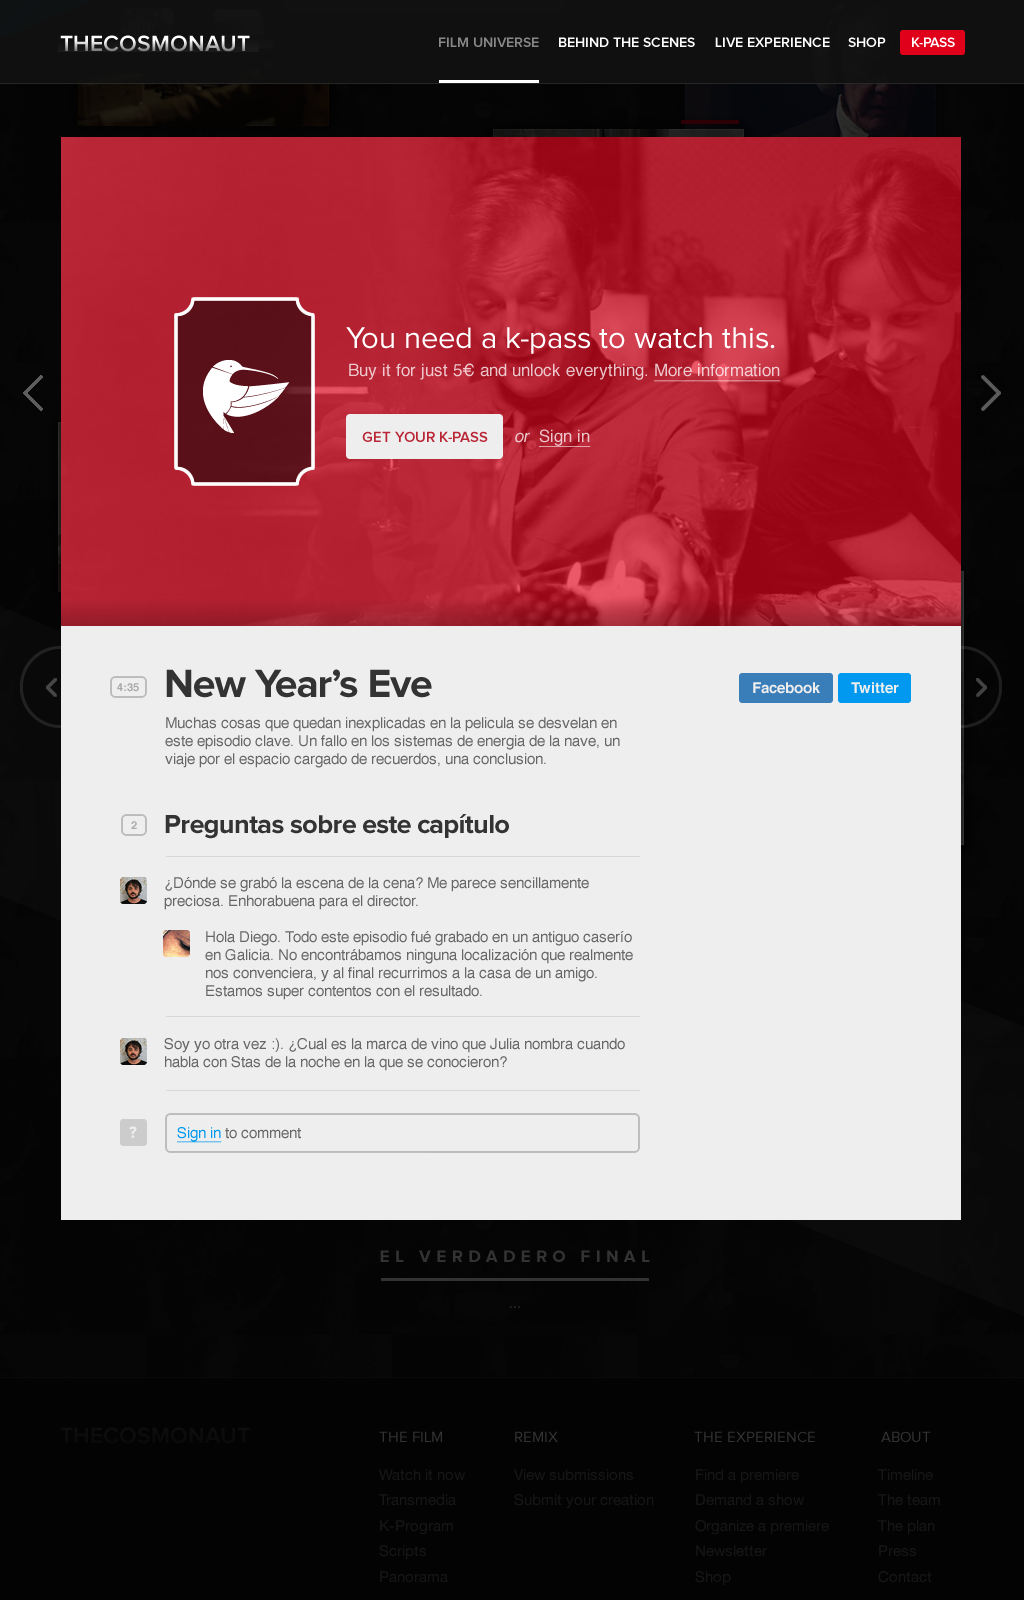 THECOSMONAUT
FILM UNIVERSE BEHIND THE SCENES LIVE EXPERIENCE SHOP K-PASS
You need a k-pass to watch this.
Buy it for just 5€ and unlock everything. More information
GET YOUR K-PASS or Sign in
4:35 New Year’s Eve
Facebook Twitter
Muchas cosas que quedan inexplicadas en la pelicula se desvelan en
este episodio clave. Un fallo en los sistemas de energia de la nave, un
viaje por el espacio cargado de recuerdos, una conclusion.
2 Preguntas sobre este capítulo
¿Dónde se grabó la escena de la cena? Me parece sencillamente
preciosa. Enhorabuena para el director.
Hola Diego. Todo este episodio fué grabado en un antiguo caserío
en Galicia. No encontrábamos ninguna localización que realmente
nos convenciera, y al final recurrimos a la casa de un amigo.
Estamos super contentos con el resultado.
Soy yo otra vez :). ¿Cual es la marca de vino que Julia nombra cuando
habla con Stas de la noche en la que se conocieron?
? Sign in to comment
EL VERDADERO FINAL
...
THECOSMONAUT
THE FILM REMIX THE EXPERIENCE ABOUT
Watch it now View submissions Find a premiere Timeline
Transmedia Submit your creation Demand a show The team
K-Program Organize a premiere The plan
Scripts Newsletter Press
Panorama Shop Contact